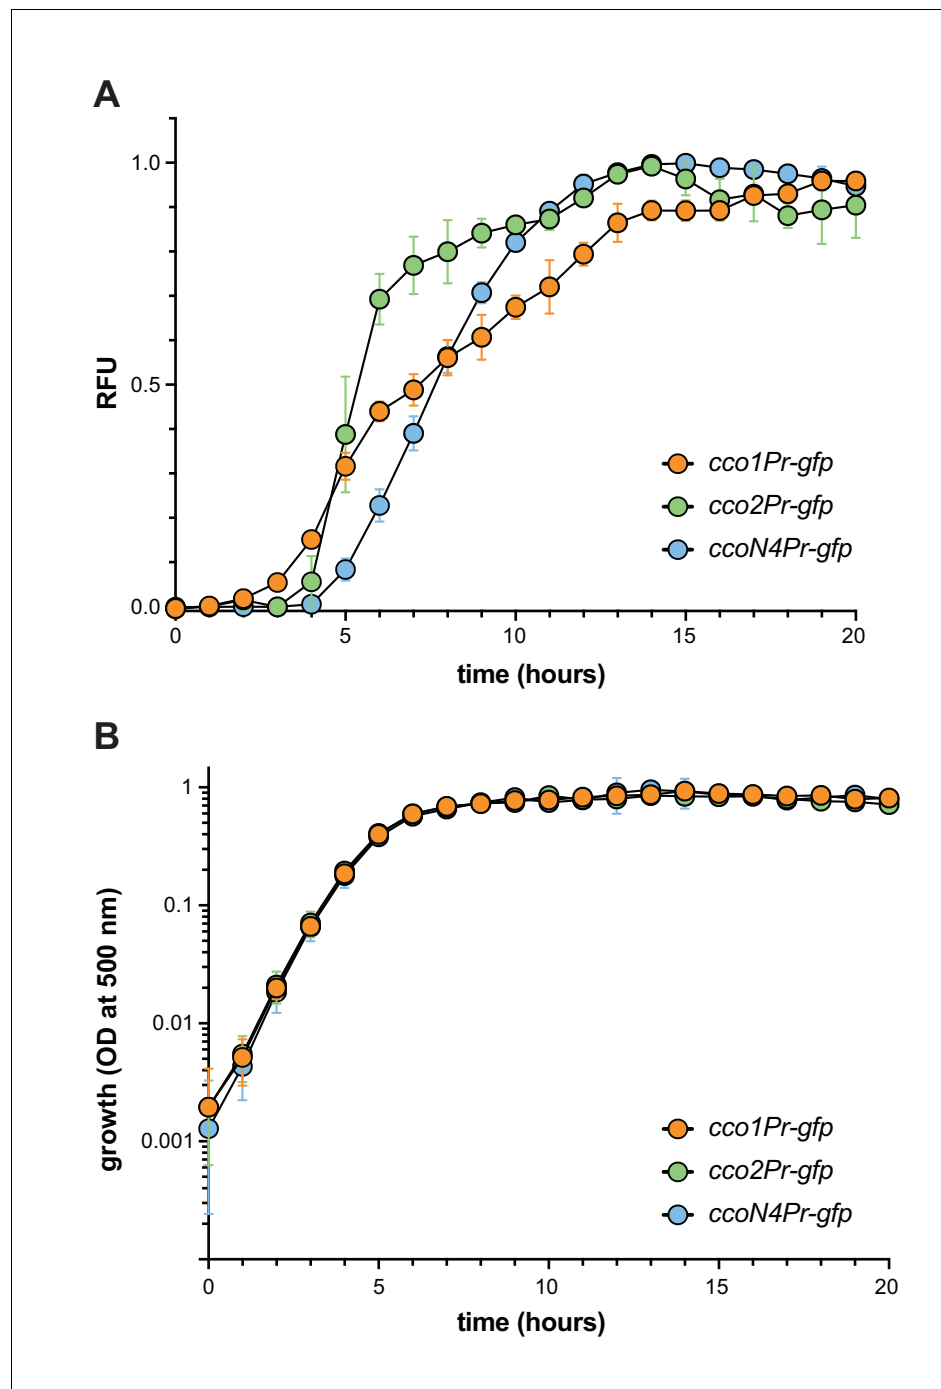 A
1.0
0.5
0.0
RFU
cco1Pr-gfp
cco2Pr-gfp
ccoN4Pr-gfp
0 5 10 15 20
time (hours)
B
1
0.1
0.01
0.001
growth (OD at 500 nm)
cco1Pr-gfp
cco2Pr-gfp
ccoN4Pr-gfp
0 5 10 15 20
time (hours)